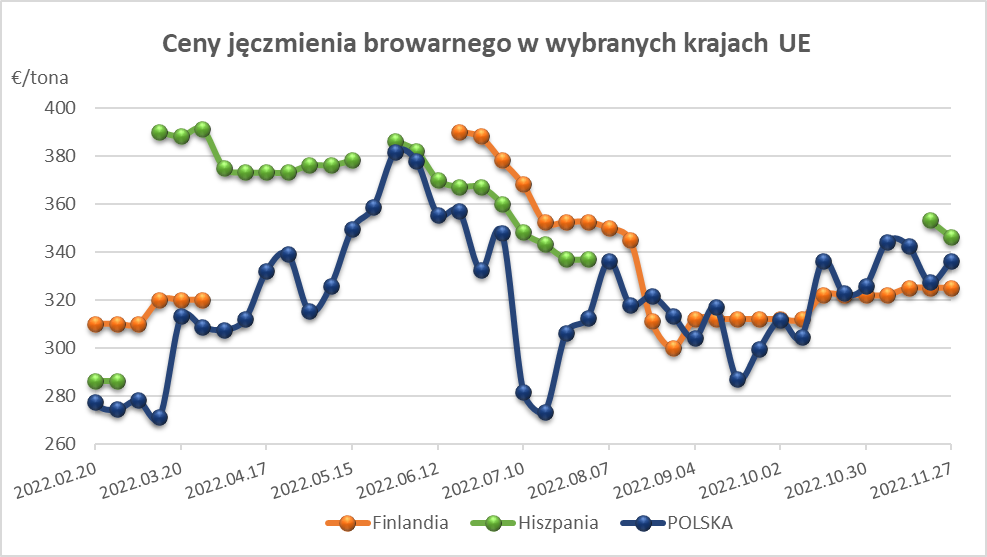 Ceny jęczmienia browarnego w wybranych krajach UE
€/tona
400
380
360
340
320
300
280
260
2022.02.20 2022.03.20 2022.04.17 2022.05.15 2022.06.12 2022.07.10 2022.08.07 2022.09.04 2022.10.02 2022.10.30 2022.11.27
Finlandia Hiszpania POLSKA